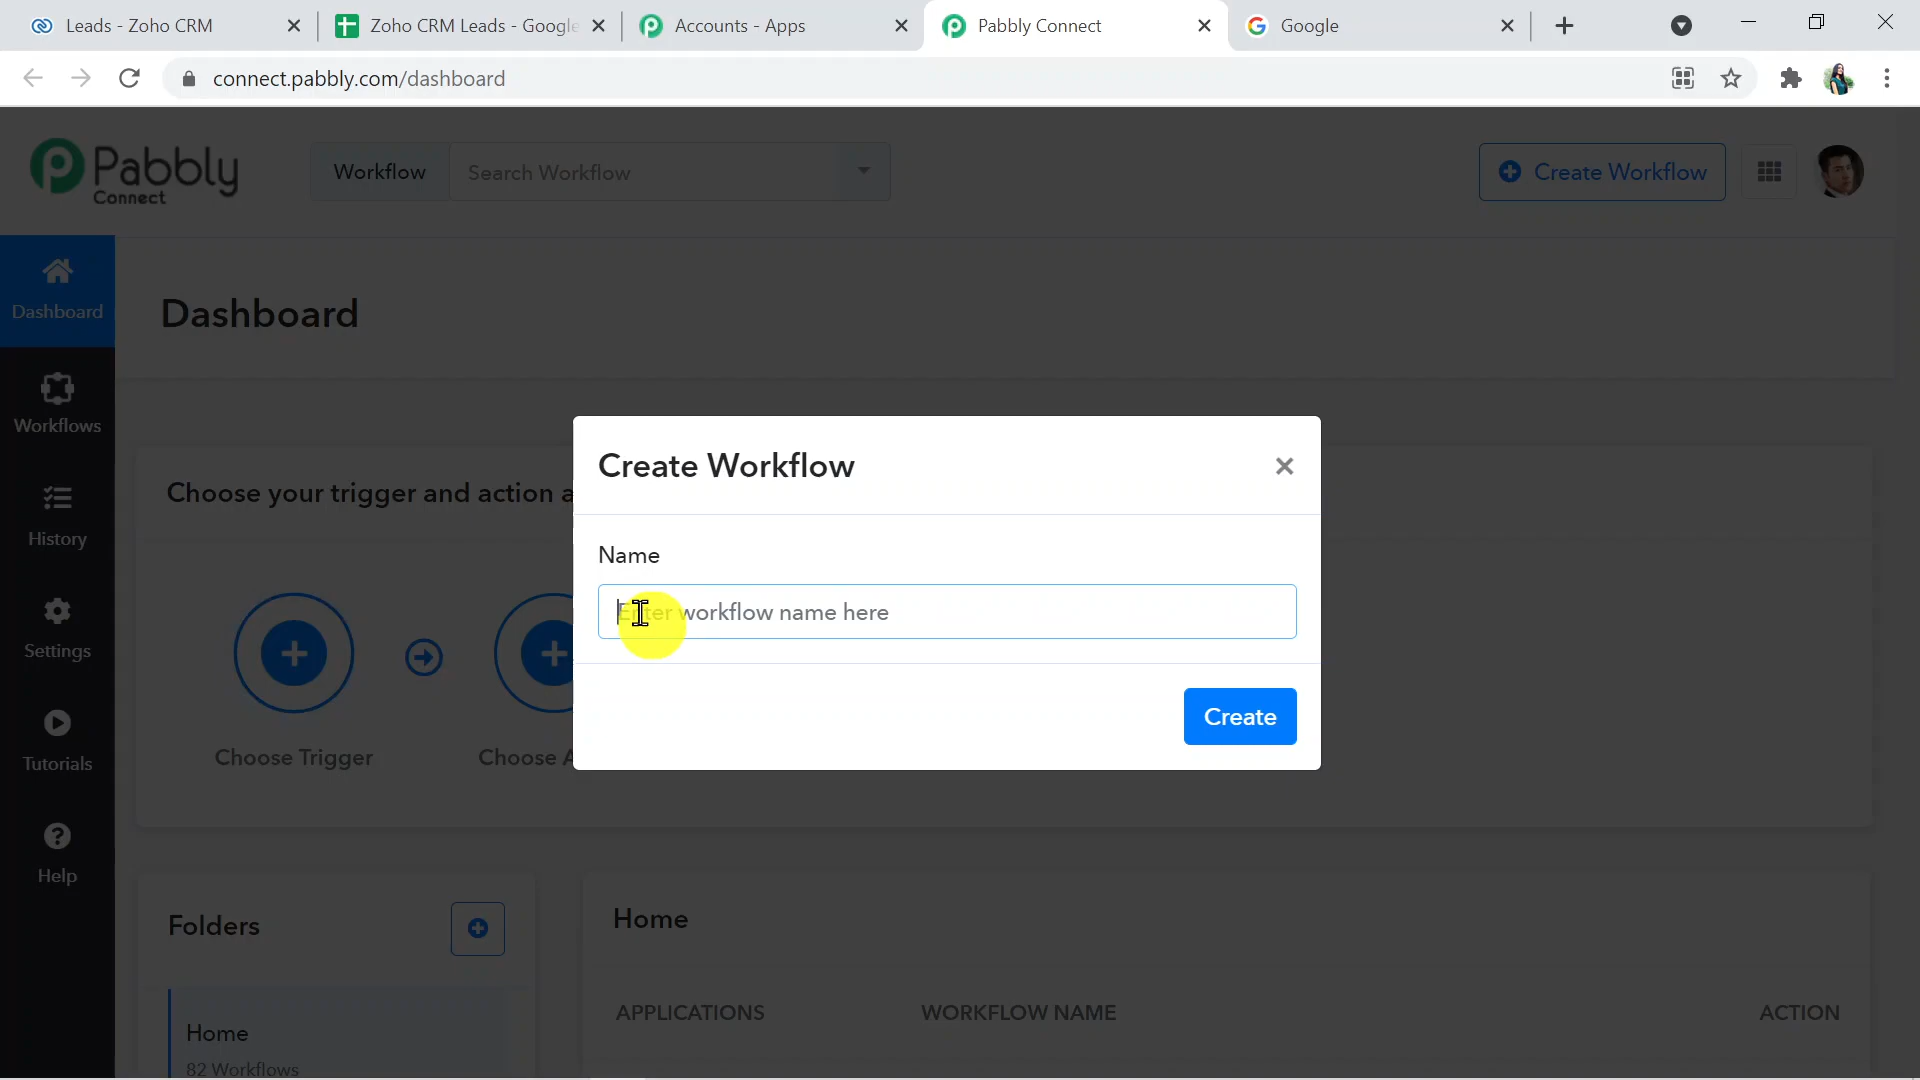 Leads - Zoho CRM
Zoho CRM Leads - Google
Accounts - Apps
Pabbly Connect
Google
connect.pabbly.com/dashboard
Pabbly
Connect
Workflow
Search Workflow
Create Workflow
Dashboard
Dashboard
Workflows
History
Settings
Tutorials
Help
Choose your trigger and action a
Choose Trigger
Choose A
Create Workflow
Name
Enter workflow name here
Create
Folders
Home
82 Workflows
Home
APPLICATIONS
WORKFLOW NAME
ACTION